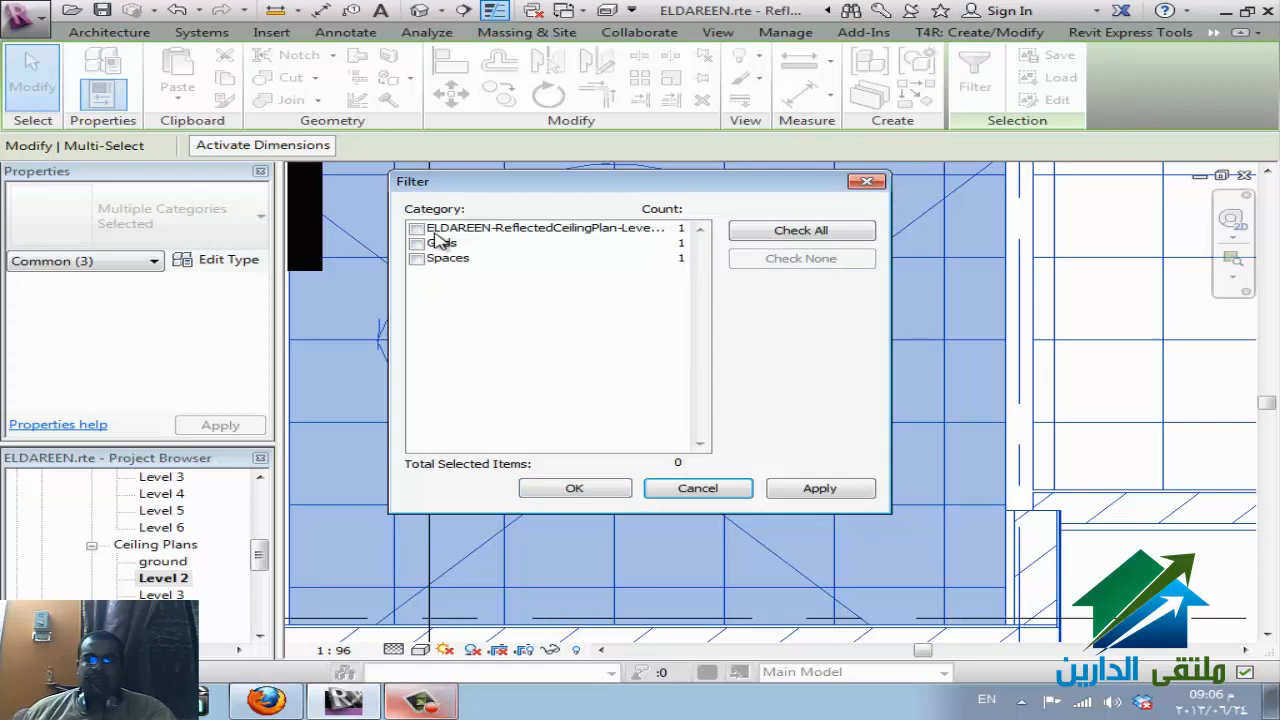 ELDAREEN.rte - Refl...
Sign In
Architecture
Systems
Insert
Annotate
Analyze
Massing & Site
Collaborate
View
Manage
Add-Ins
T4R: Create/Modify
Revit Express Tools
Modify
Paste
Notch
Cut
Join
Filter
Save
Load
Edit
Select
Properties
Clipboard
Geometry
Modify
View
Measure
Create
Selection
Modify | Multi-Select
Activate Dimensions
Properties
Multiple Categories
Selected
Common (3)
Edit Type
Properties help
Apply
ELDAREEN.rte - Project Browser
Level 3
Level 4
Level 5
Level 6
Ceiling Plans
ground
Level 2
Level 3
Filter
Category:
Count:
ELDAREEN-ReflectedCeilingPlan-Leve...
1
1
Spaces
1
Check All
Check None
Total Selected Items:
0
OK
Cancel
Apply
1 : 96
:0
Main Model
ملتقى الدارين
EN
09:06 م
٢٠١٣/٠٦/٢٤